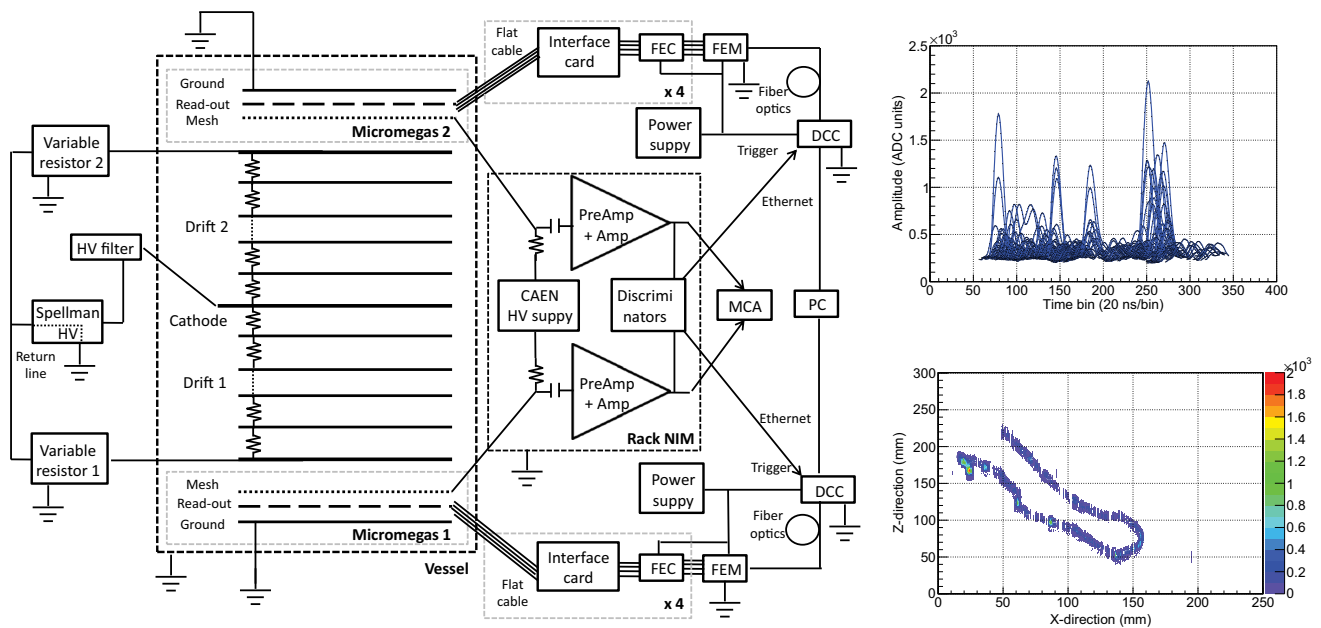 Flat
cable
Interface
card
FEC
FEM
x 4
Fiber
optics
Ground
Read-out
Mesh
Micromegas 2
Variable
resistor 2
Power
suppy
DCC
Trigger
Ethernet
Drift 2
HV filter
PreAmp
+ Amp
Spellman
HV
Return
line
Cathode
CAEN
HV suppy
Discrimi
nators
MCA
PC
Drift 1
PreAmp
+ Amp
Ethernet
Rack NIM
Variable
resistor 1
Mesh
Read-out
Ground
Micromegas 1
Vessel
Power
suppy
Trigger
DCC
Fiber
optics
Flat
cable
Interface
card
FEC
FEM
x 4
×10³
2.5
2
1.5
1
0.5
0
Amplitude (ADC units)
0 50 100 150 200 250 300 350 400
Time bin (20 ns/bin)
300
250
200
150
100
50
0
Z-direction (mm)
0 50 100 150 200 250
X-direction (mm)
×10³
2
1.8
1.6
1.4
1.2
1
0.8
0.6
0.4
0.2
0